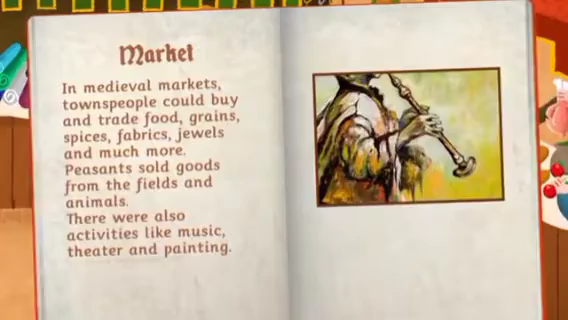 Market
In medieval markets,
townspeople could buy
and trade food, grains,
spices, fabrics, jewels
and much more.
Peasants sold goods
from the fields and
animals.
There were also
activities like music,
theater and painting.